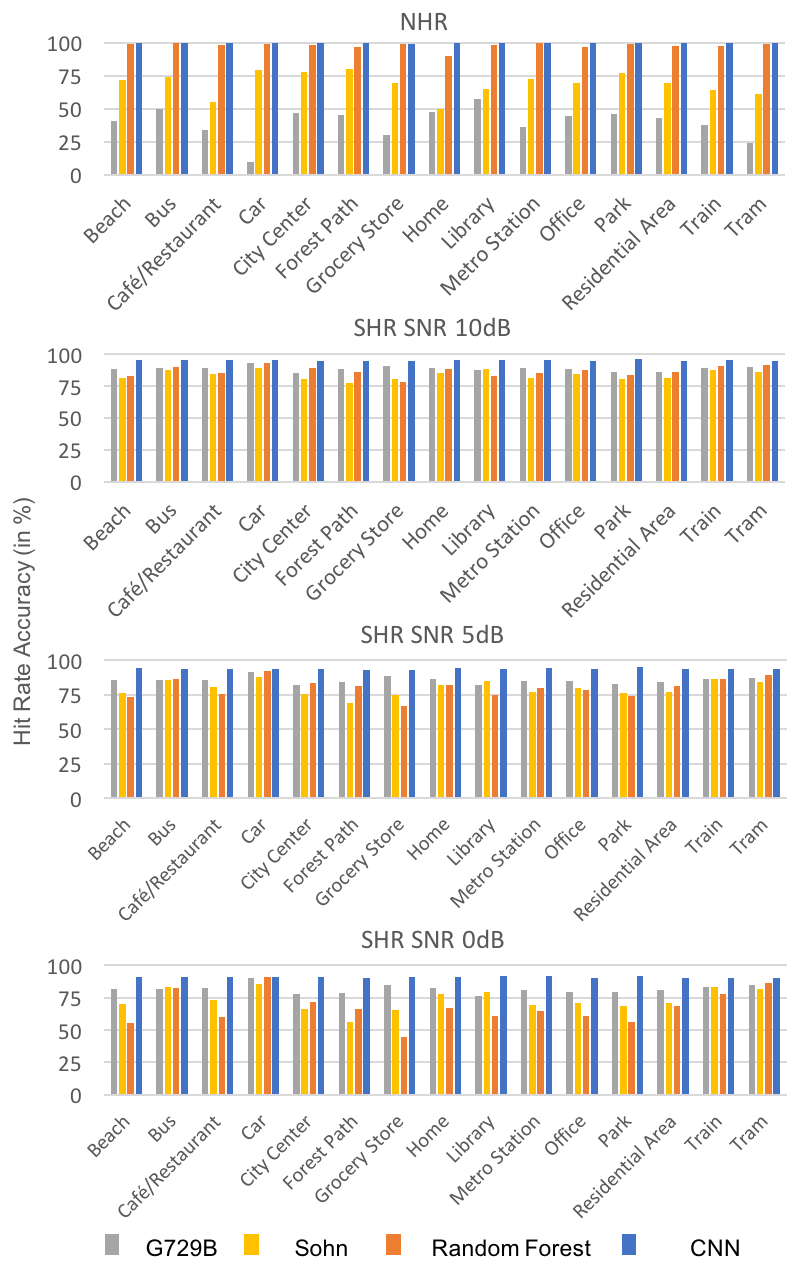 NHR
100
75
50
25
0
Beach
Bus
Café/Restaurant
Car
City Center
Forest Path
Grocery Store
Home
Library
Metro Station
Office
Park
Residential Area
Train
Tram
SHR SNR 10dB
100
75
50
25
0
Beach
Bus
Café/Restaurant
Car
City Center
Forest Path
Grocery Store
Home
Library
Metro Station
Office
Park
Residential Area
Train
Tram
Hit Rate Accuracy (in %)
SHR SNR 5dB
100
75
50
25
0
Beach
Bus
Café/Restaurant
Car
City Center
Forest Path
Grocery Store
Home
Library
Metro Station
Office
Park
Residential Area
Train
Tram
SHR SNR 0dB
100
75
50
25
0
Beach
Bus
Café/Restaurant
Car
City Center
Forest Path
Grocery Store
Home
Library
Metro Station
Office
Park
Residential Area
Train
Tram
G729B Sohn Random Forest CNN